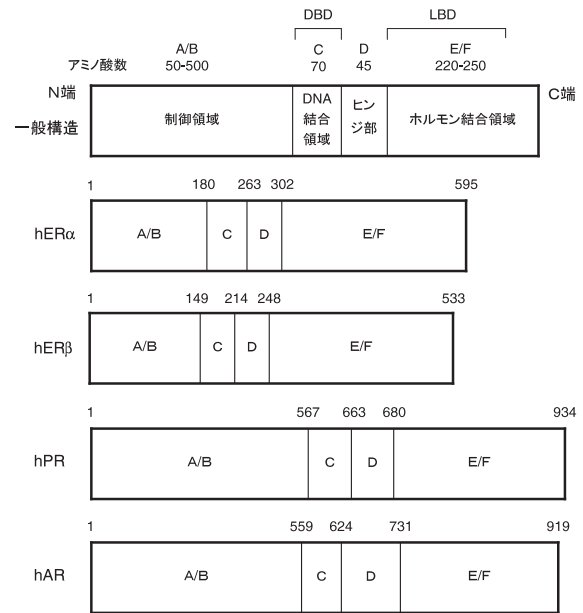 DBD LBD
A/B C D E/F
アミノ酸数 50-500 70 45 220-250
N端 C端
一般構造 制御領域 DNA結合領域 ヒンジ部 ホルモン結合領域
1 180 263 302 595
hERα A/B C D E/F
1 149 214 248 533
hERβ A/B C D E/F
1 567 663 680 934
hPR A/B C D E/F
1 559 624 731 919
hAR A/B C D E/F